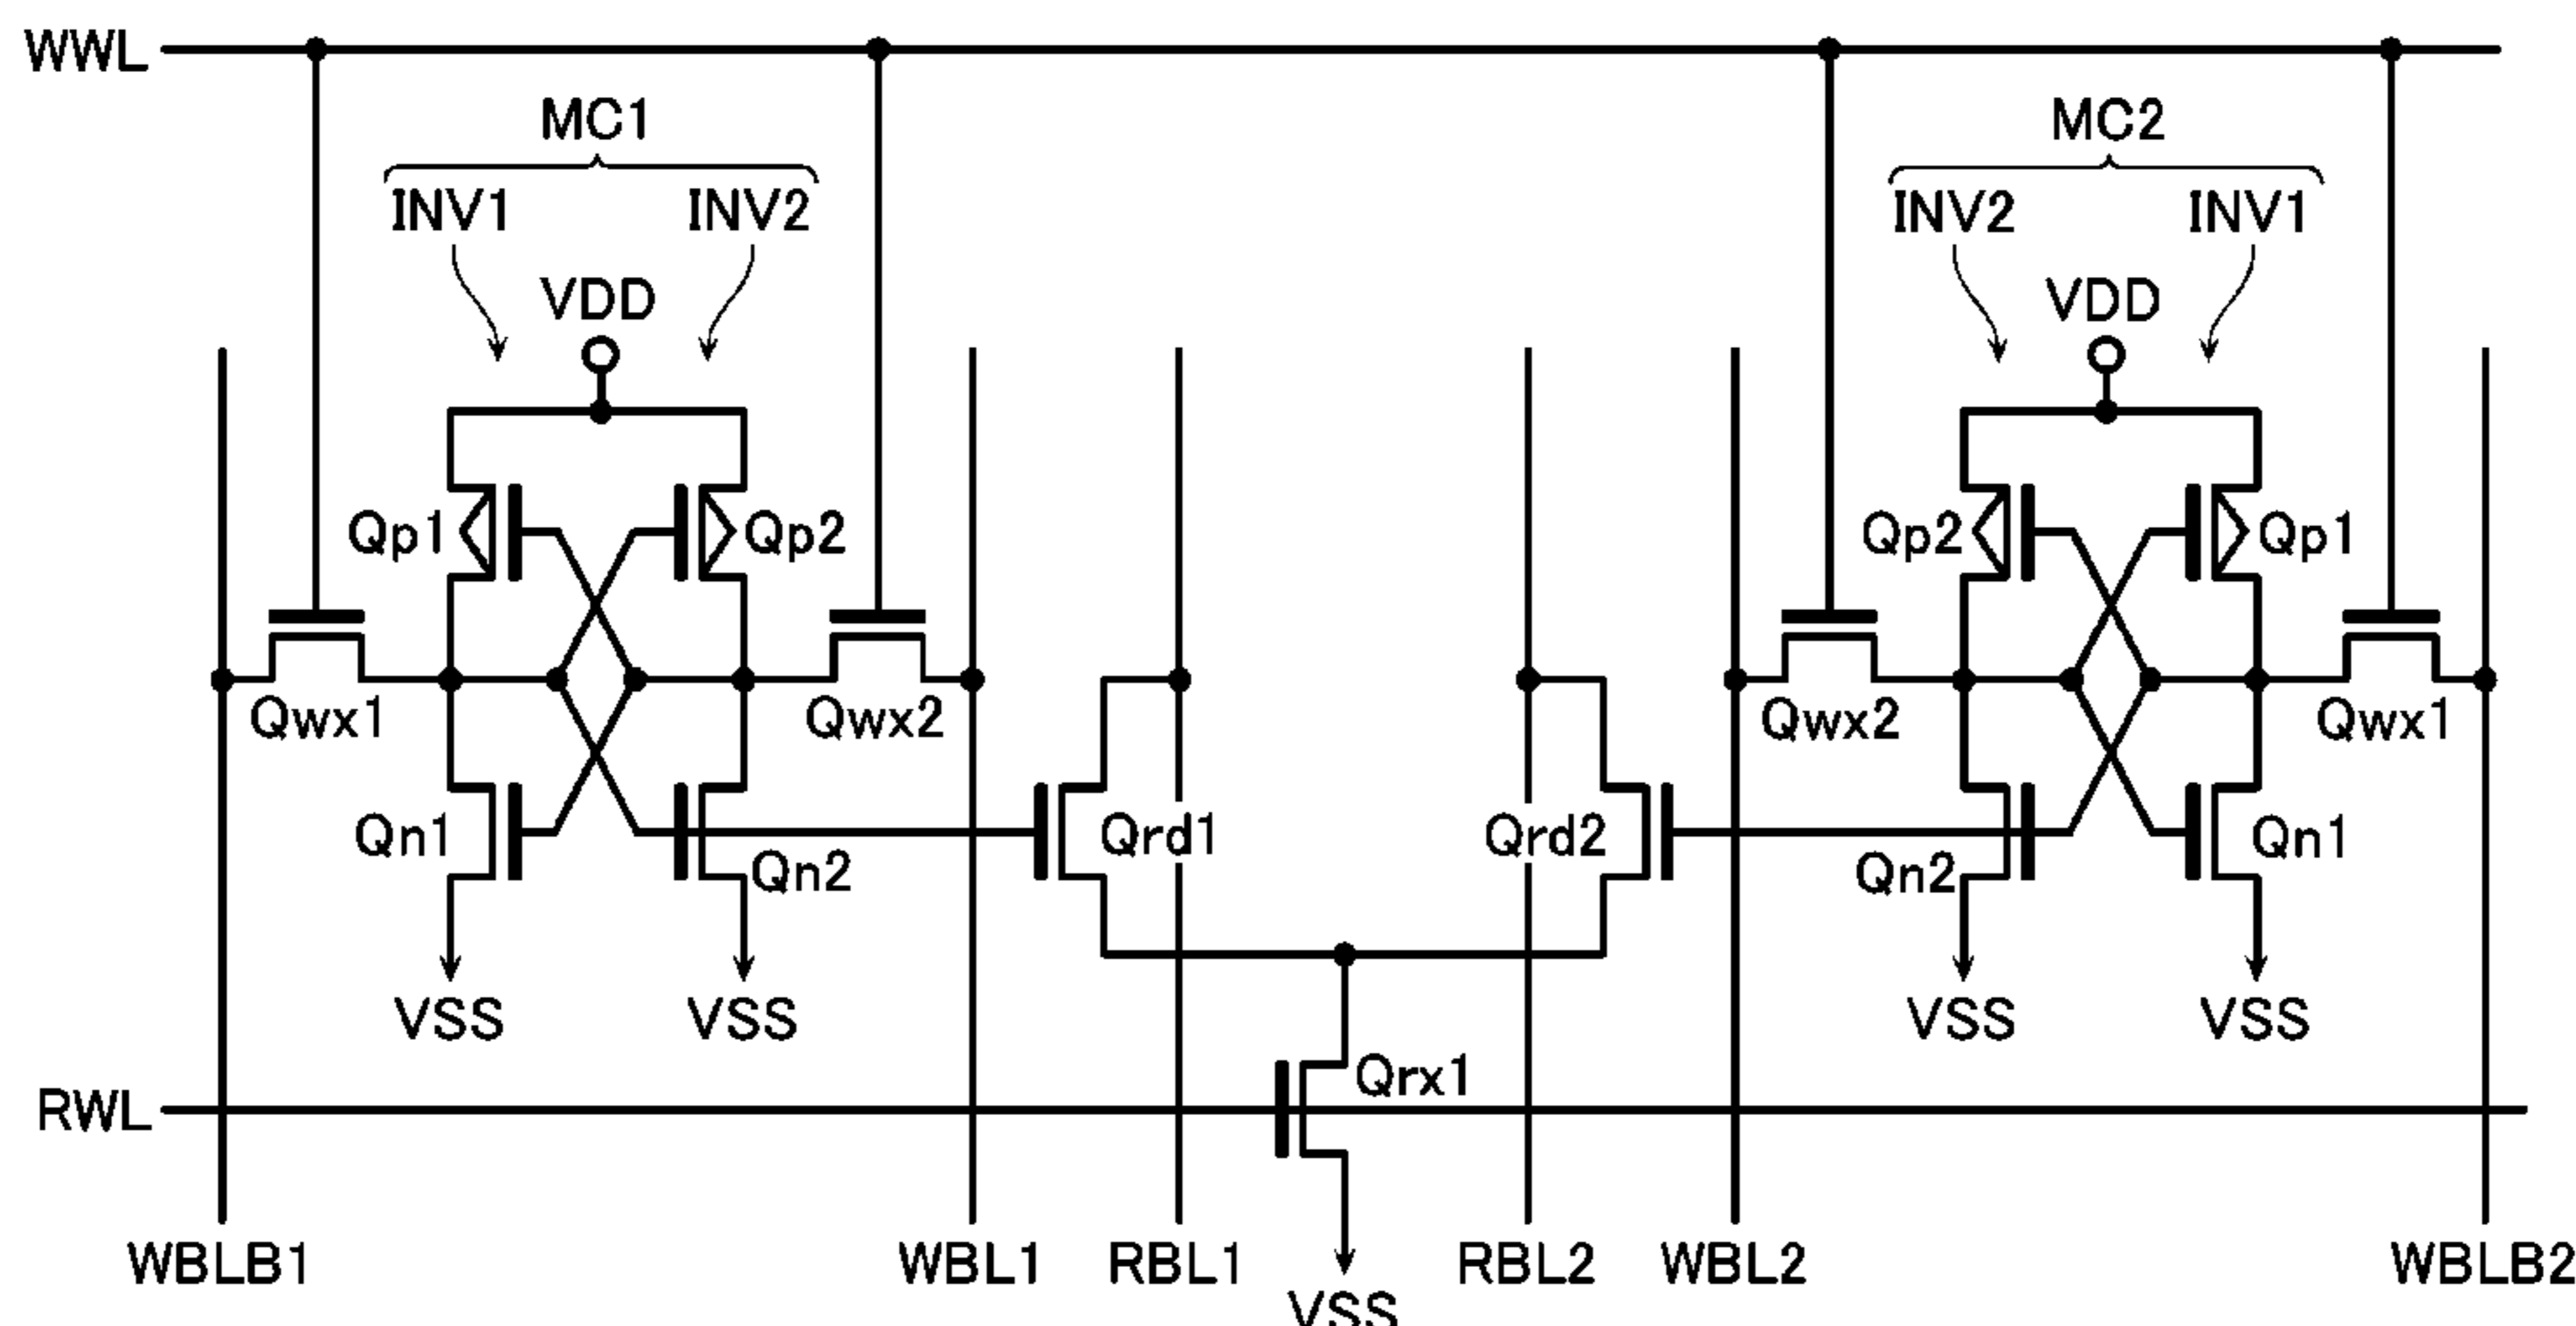 WWL
MC1
MC2
INV1
INV2
INV2
INV1
VDD
VDD
Qp1
Qp2
Qp2
Qp1
Qwx1
Qwx2
Qwx2
Qwx1
Qn1
Qn2
Qrd1
Qrd2
Qn2
Qn1
VSS
VSS
VSS
VSS
Qrx1
RWL
WBLB1
WBL1
RBL1
RBL2
WBL2
WBLB2
VSS